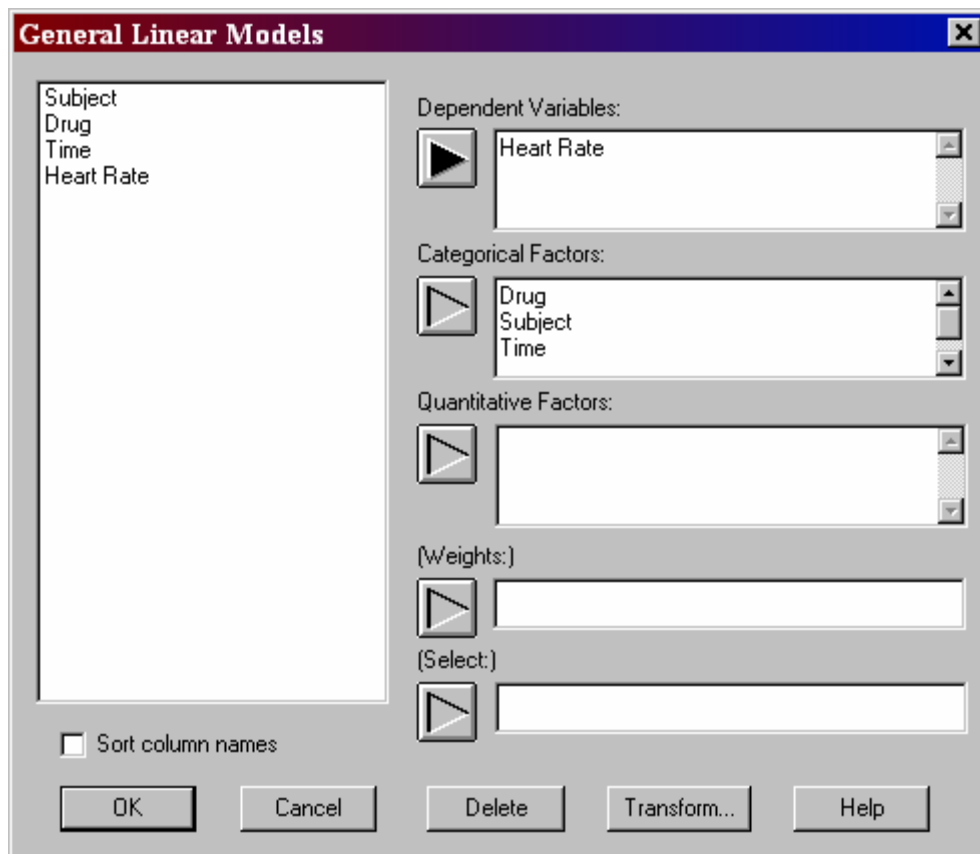 General Linear Models
Subject
Drug
Time
Heart Rate
Dependent Variables:
Heart Rate
Categorical Factors:
Drug
Subject
Time
Quantitative Factors:
(Weights:)
(Select:)
Sort column names
OK
Cancel
Delete
Transform...
Help